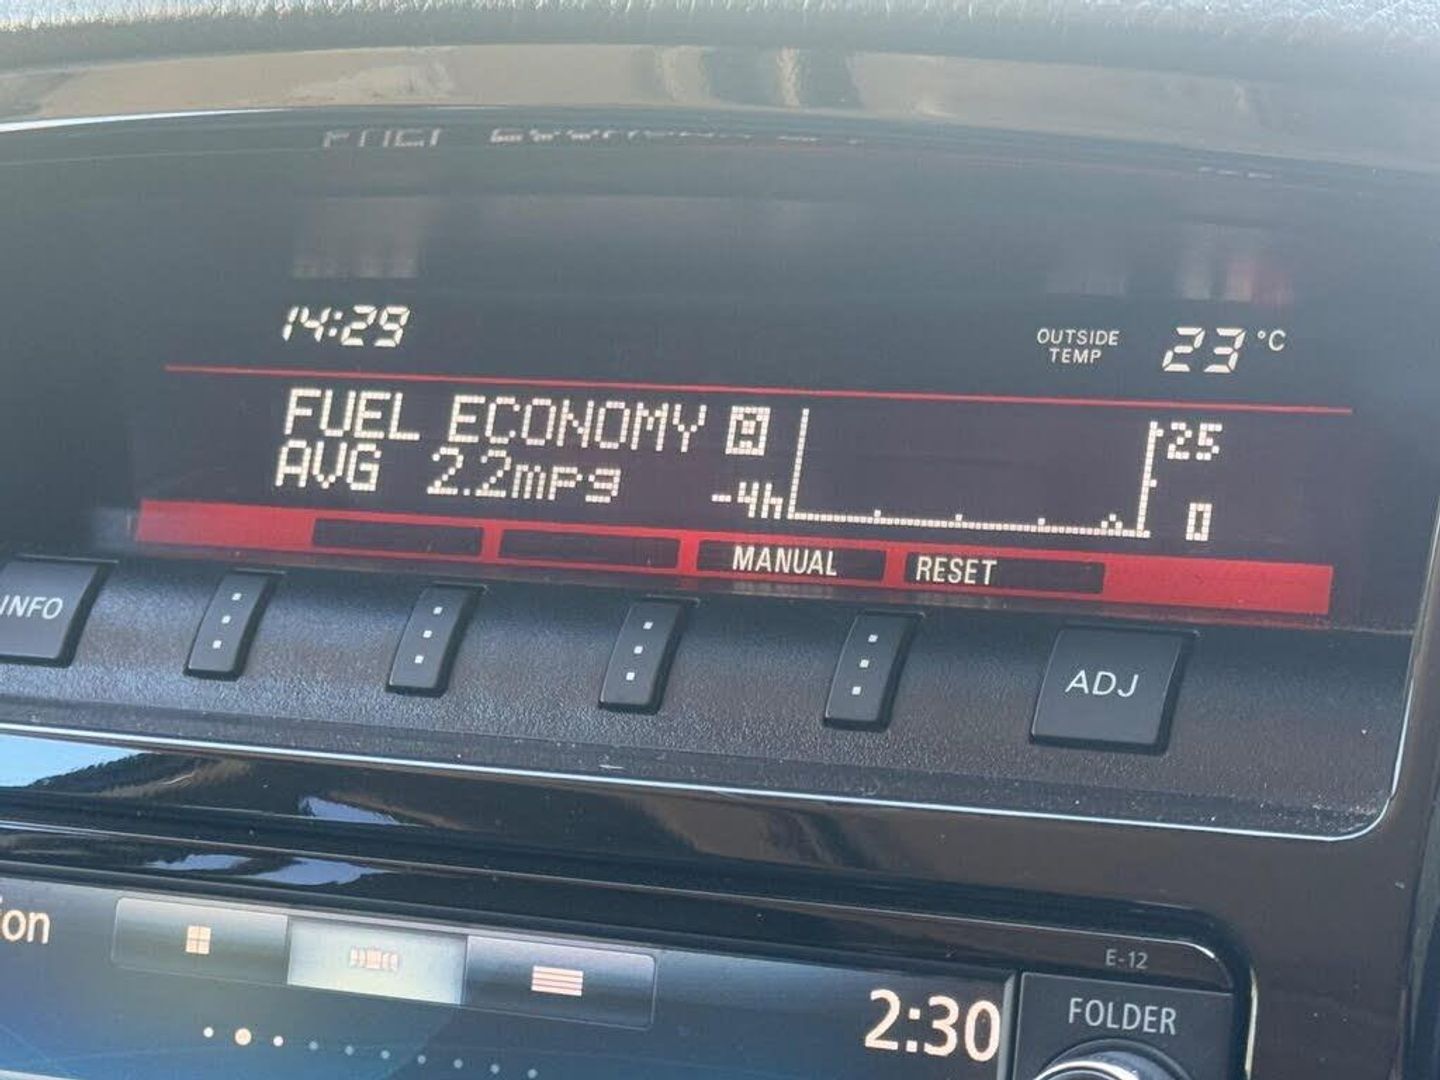 14:29
OUTSIDE
TEMP
23 °C
FUEL ECONOMY
25
AVG 2.2mpg
-4h
0
MANUAL
RESET
INFO
ADJ
ion
E-12
2:30
FOLDER